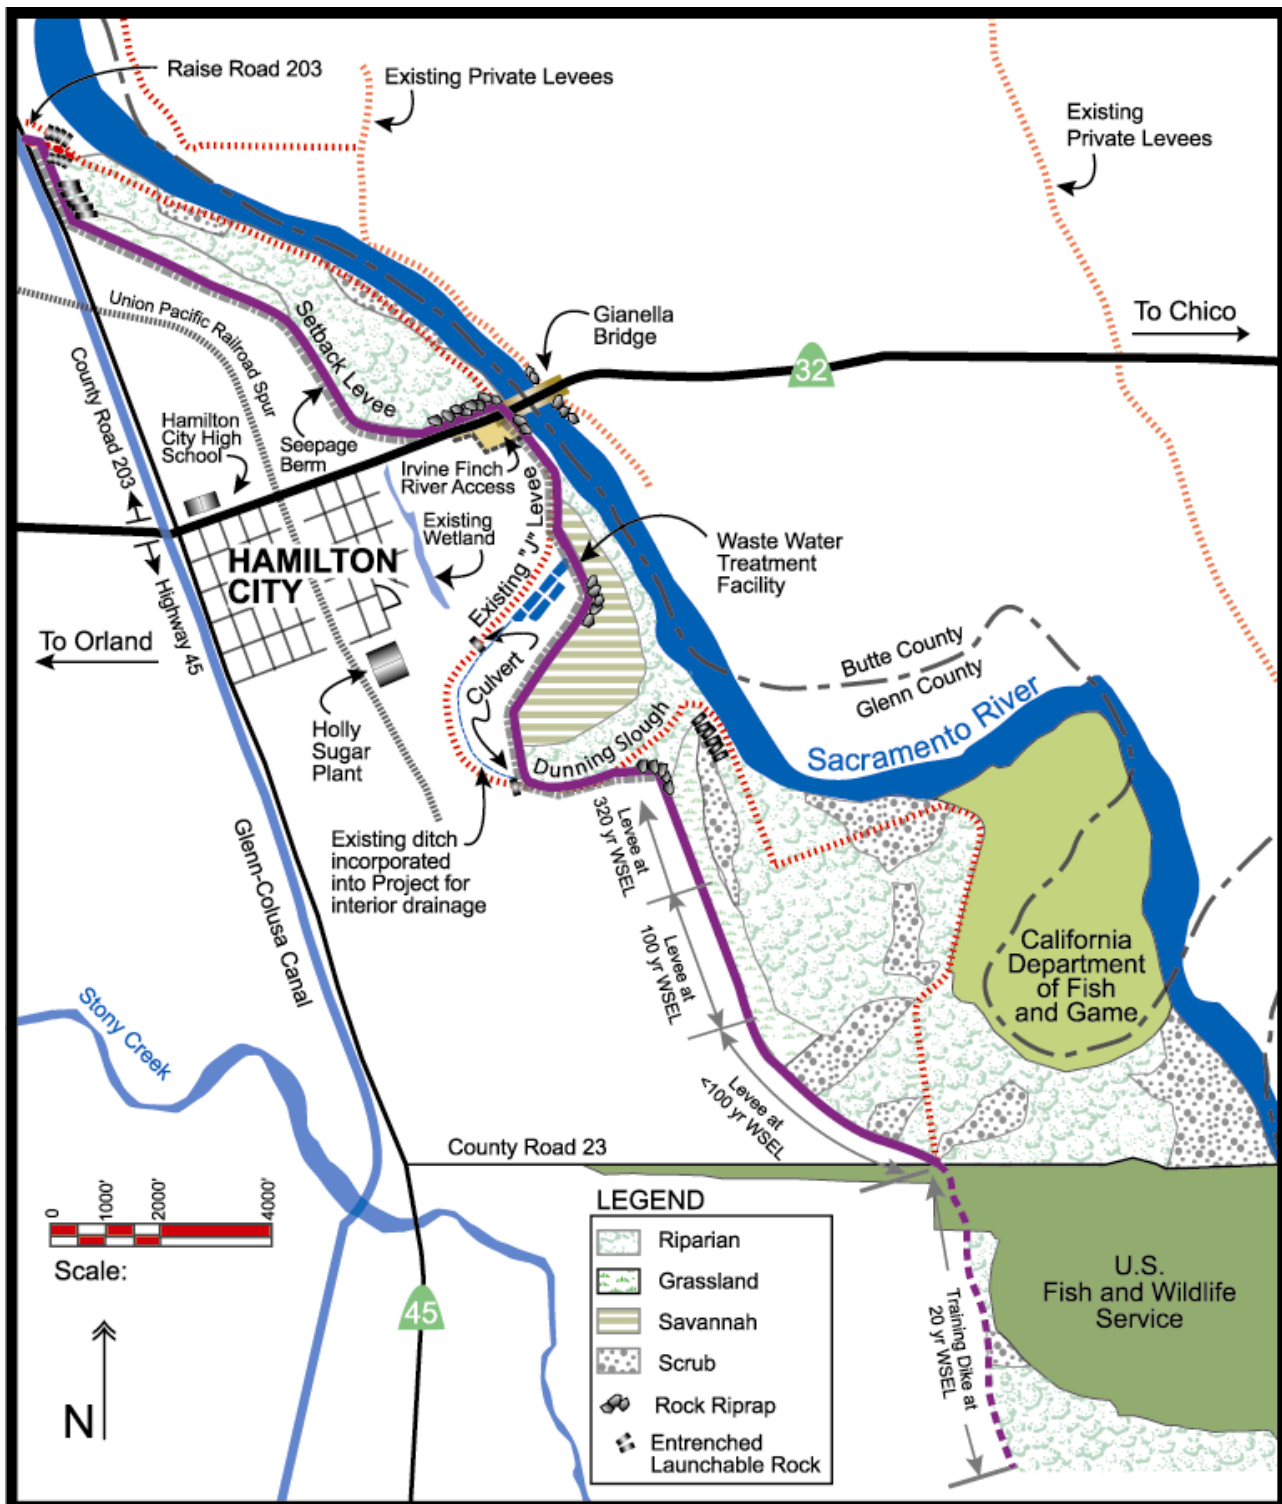 Raise Road 203
Existing Private Levees
Existing
Private Levees
To Chico
Gianella
Bridge
32
Union Pacific Railroad Spur
Setback Levee
County Road 203
Hamilton
City High
School
Seepage
Berm
Irvine Finch
River Access
Existing
Wetland
Existing "J" Levee
Waste Water
Treatment
Facility
HAMILTON
CITY
Highway 45
To Orland
Culvert
Butte County
Glenn County
Sacramento River
Holly
Sugar
Plant
Dunning Slough
Existing ditch
incorporated
into Project for
interior drainage
Levee at
320 yr WSEL
Glenn-Colusa Canal
Levee at
100 yr WSEL
California
Department
of Fish
and Game
Stony Creek
Levee at
<100 yr WSEL
County Road 23
0
1000'
2000'
4000'
Scale:
N
45
LEGEND
Riparian
Grassland
Savannah
Scrub
Rock Riprap
Entrenched
Launchable Rock
Training Dike at
20 yr WSEL
U.S.
Fish and Wildlife
Service